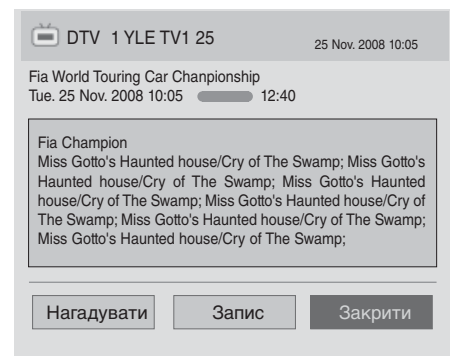 DTV 1 YLE TV1 25 25 Nov. 2008 10:05
Fia World Touring Car Chanpionship
Tue. 25 Nov. 2008 10:05 12:40
Fia Champion
Miss Gotto's Haunted house/Cry of The Swamp; Miss Gotto's
Haunted house/Cry of The Swamp; Miss Gotto's Haunted
house/Cry of The Swamp; Miss Gotto's Haunted house/Cry of
The Swamp; Miss Gotto's Haunted house/Cry of The Swamp;
Miss Gotto's Haunted house/Cry of The Swamp;
Нагадувати Запис Закрити